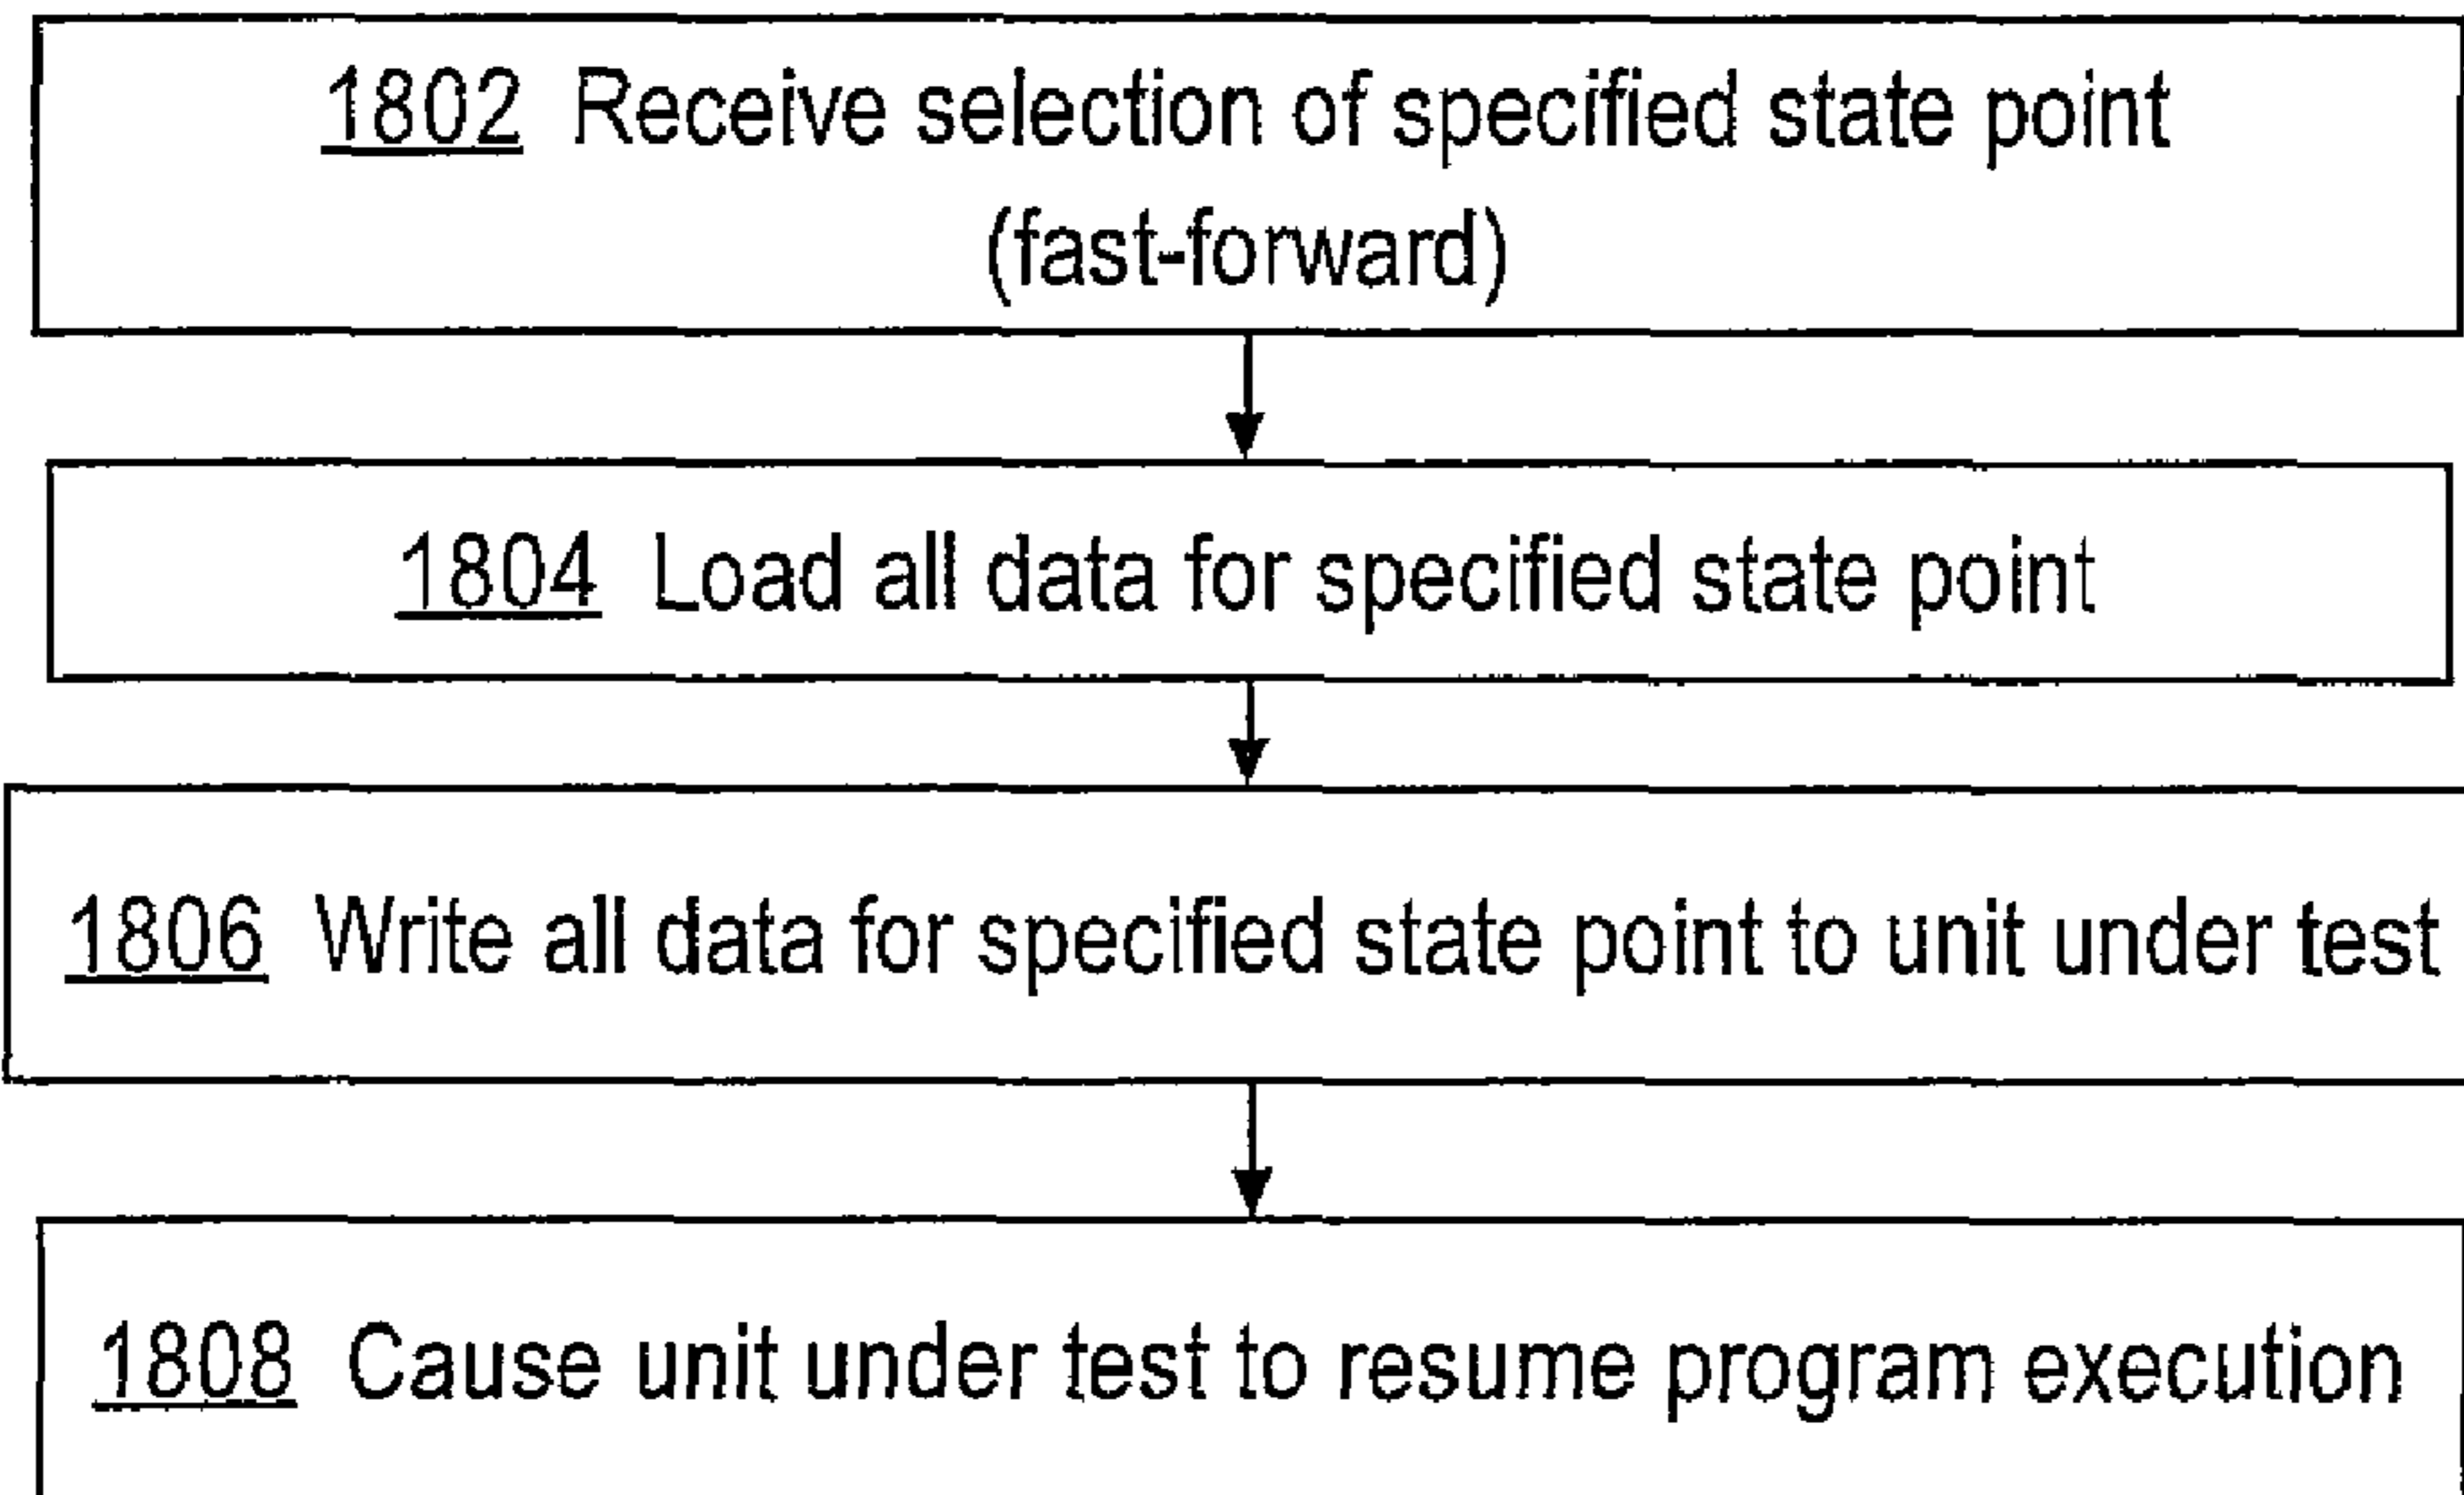 1802 Receive selection of specified state point
(fast-forward)
1804 Load all data for specified state point
1806 Write all data for specified state point to unit under test
1808 Cause unit under test to resume program execution